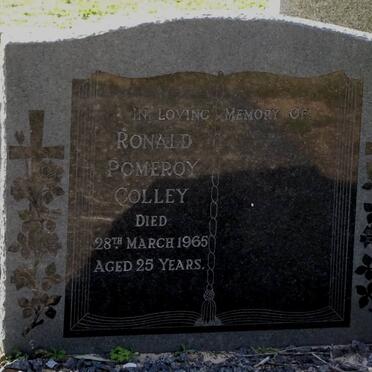 In Loving Memory Of
Ronald
Pomeroy
Colley
Died
28th March 1965
Aged 25 Years.